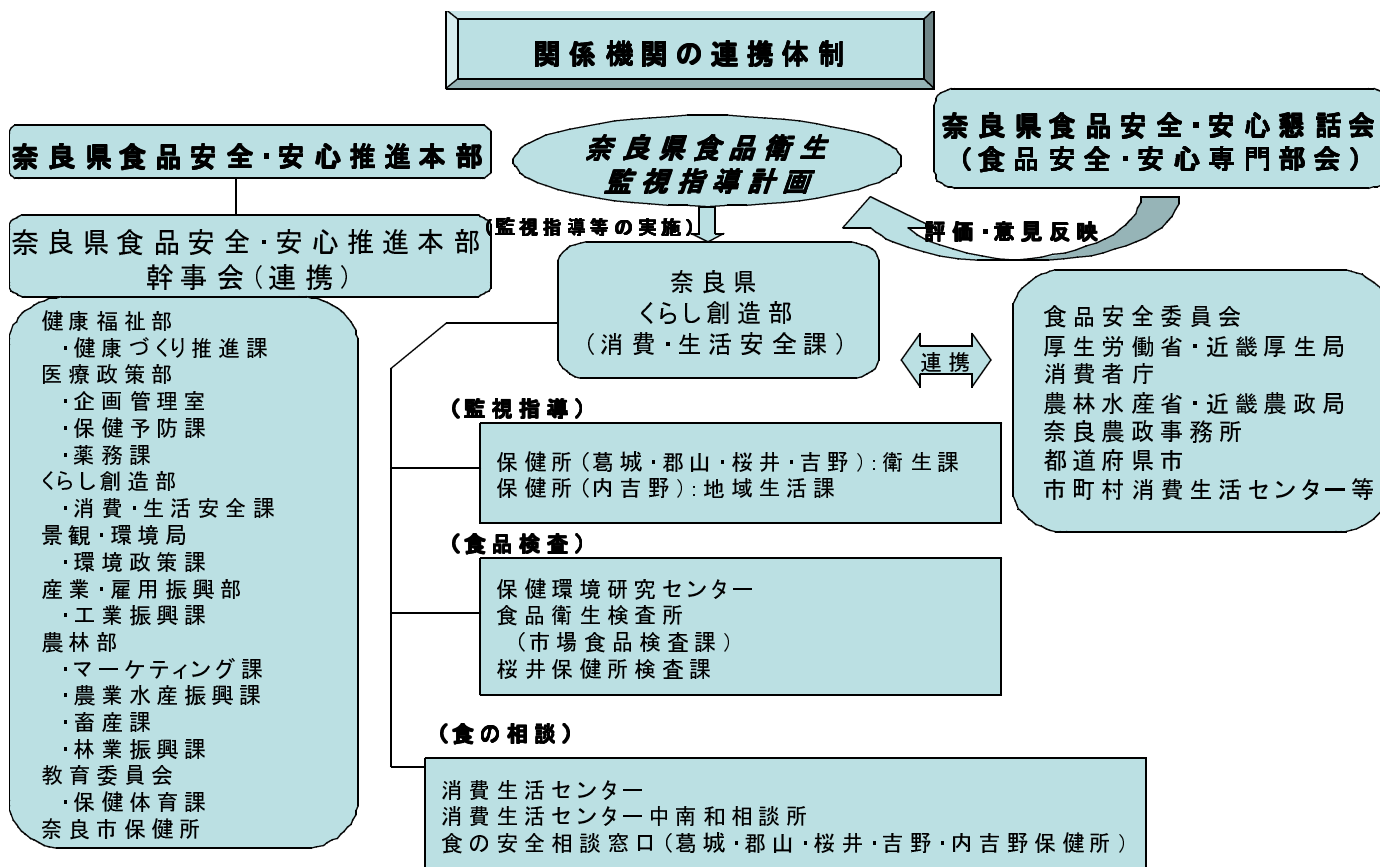 関係機関の連携体制
奈良県食品安全・安心推進本部
奈良県食品衛生
監視指導計画
奈良県食品安全・安心懇話会
(食品安全・安心専門部会)
奈良県食品安全・安心推進本部
幹事会(連携)
(監視指導等の実施)
評価・意見反映
健康福祉部
・健康づくり推進課
医療政策部
・企画管理室
・保健予防課
・薬務課
くらし創造部
・消費・生活安全課
景観・環境局
・環境政策課
産業・雇用振興部
・工業振興課
農林部
・マーケティング課
・農業水産振興課
・畜産課
・林業振興課
教育委員会
・保健体育課
奈良市保健所
奈良県
くらし創造部
(消費・生活安全課)
連携
食品安全委員会
厚生労働省・近畿厚生局
消費者庁
農林水産省・近畿農政局
奈良農政事務所
都道府県市
市町村消費生活センター等
(監視指導)
保健所(葛城・郡山・桜井・吉野):衛生課
保健所(内吉野):地域生活課
(食品検査)
保健環境研究センター
食品衛生検査所
(市場食品検査課)
桜井保健所検査課
(食の相談)
消費生活センター
消費生活センター中南和相談所
食の安全相談窓口(葛城・郡山・桜井・吉野・内吉野保健所)